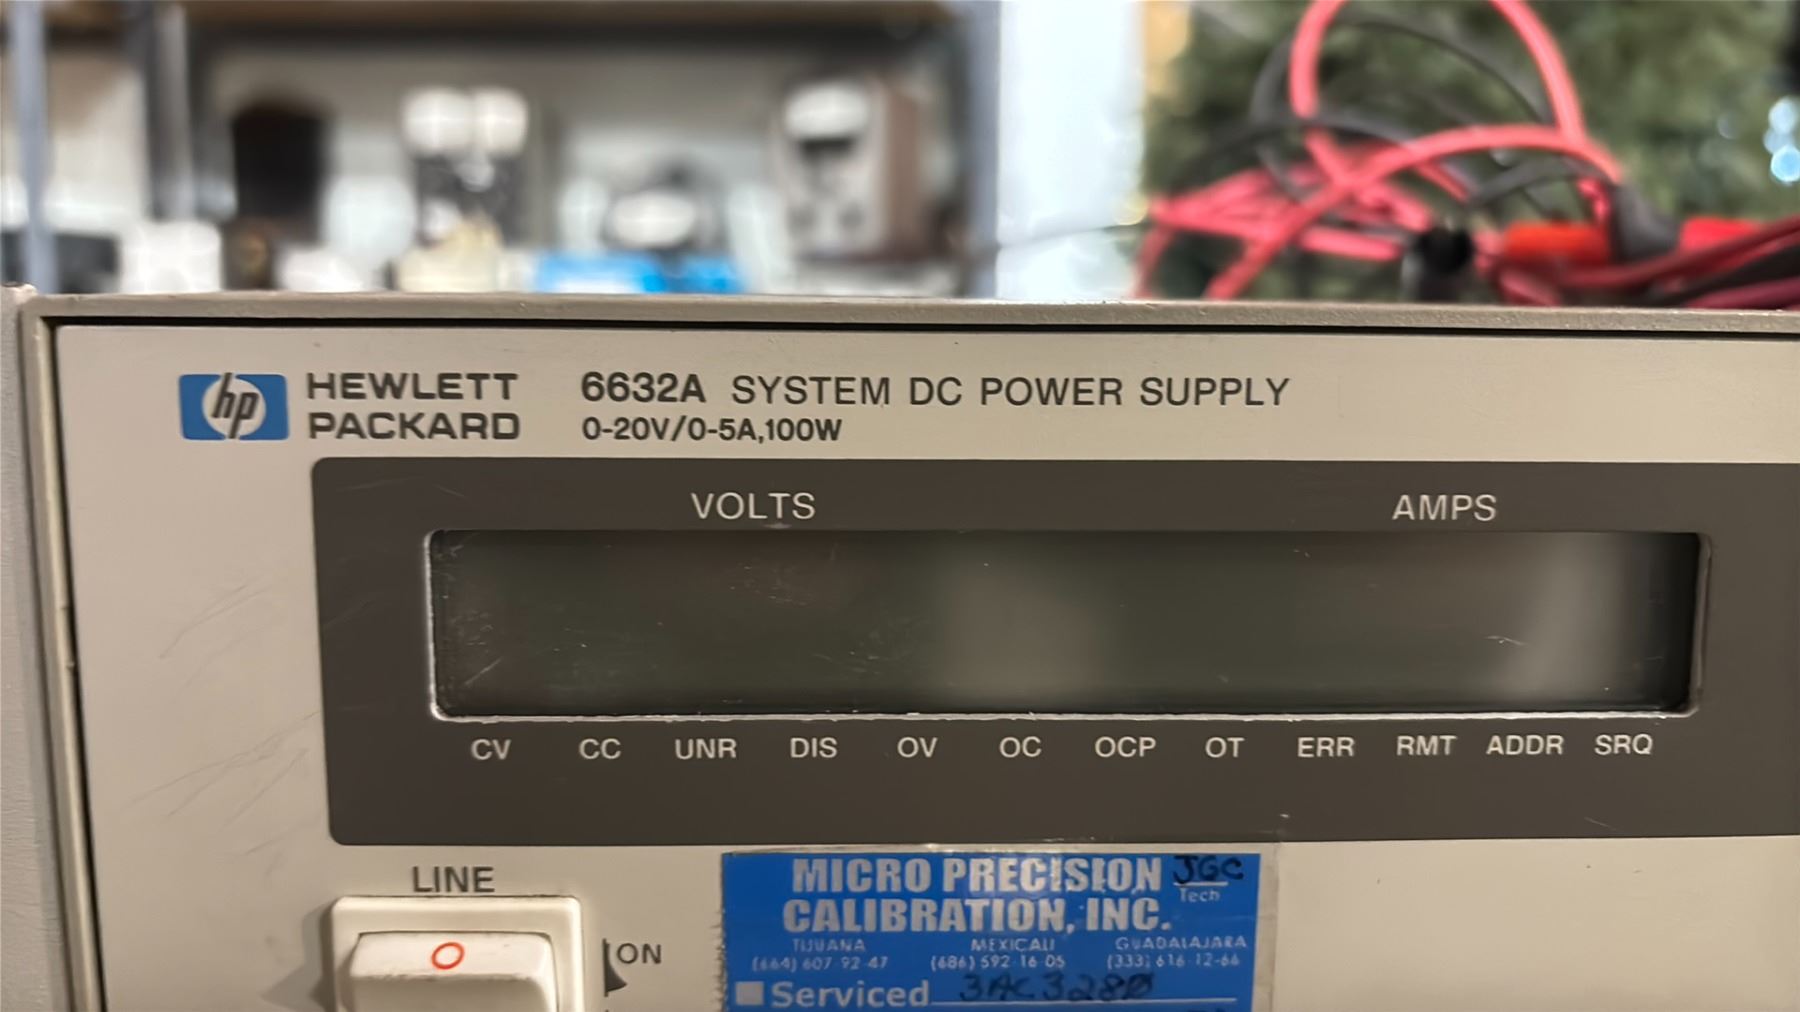 hp HEWLETT PACKARD
6632A SYSTEM DC POWER SUPPLY
0-20V/0-5A,100W
VOLTS AMPS
CV CC UNR DIS OV OC OCP OT ERR RMT ADDR SRQ
LINE
O
ON
MICRO PRECISION JGC
Tech
CALIBRATION, INC.
TIJUANA MEXICALI GUADALAJARA
(664) 607-92-47 (686) 592-16-05 (333) 616-12-66
Serviced